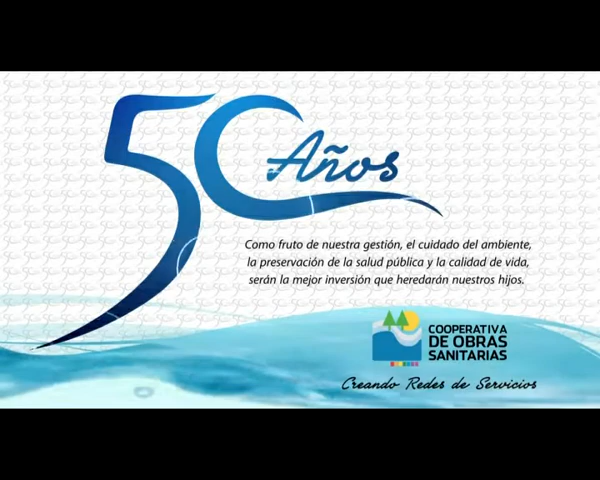 50 Años
Como fruto de nuestra gestión, el cuidado del ambiente,
la preservación de la salud pública y la calidad de vida,
serán la mejor inversión que heredarán nuestros hijos.
COOPERATIVA
DE OBRAS
SANITARIAS
Creando Redes de Servicios